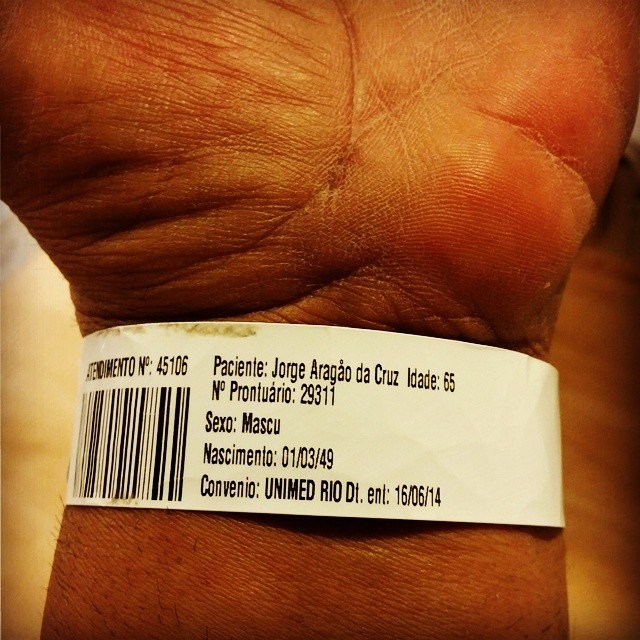 ATENDIMENTO Nº: 45106
Paciente: Jorge Aragão da Cruz Idade: 65
Nº Prontuário: 29311
Sexo: Mascu
Nascimento: 01/03/49
Convenio: UNIMED RIO Dt. ent: 16/06/14